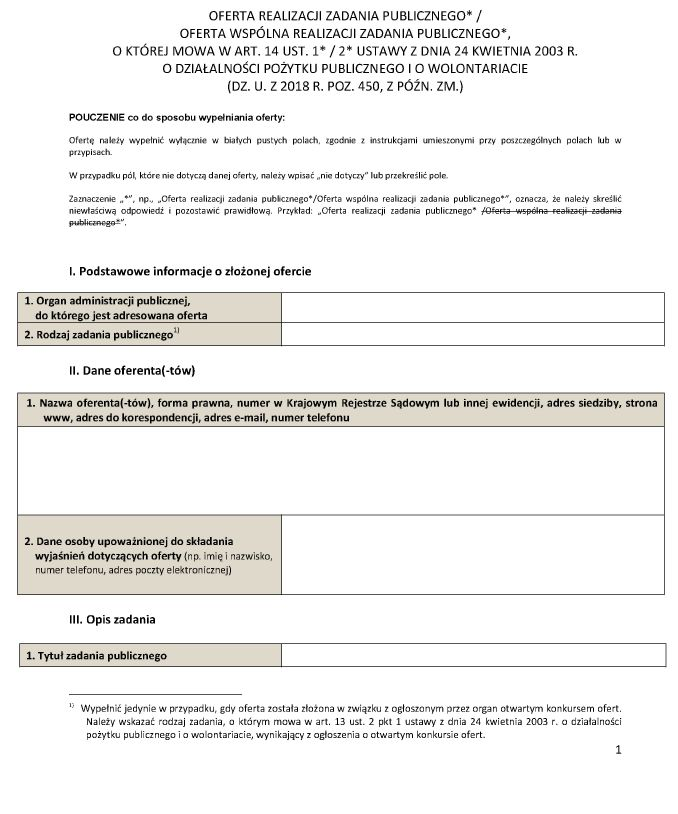 OFERTA REALIZACJI ZADANIA PUBLICZNEGO* /
OFERTA WSPÓLNA REALIZACJI ZADANIA PUBLICZNEGO*,
O KTÓREJ MOWA W ART. 14 UST. 1* / 2* USTAWY Z DNIA 24 KWIETNIA 2003 R.
O DZIAŁALNOŚCI POŻYTKU PUBLICZNEGO I O WOLONTARIACIE
(DZ. U. Z 2018 R. POZ. 450, Z PÓŹN. ZM.)
POUCZENIE co do sposobu wypełniania oferty:
Ofertę należy wypełnić wyłącznie w białych pustych polach, zgodnie z instrukcjami umieszonymi przy poszczególnych polach lub w
przypisach.
W przypadku pól, które nie dotyczą danej oferty, należy wpisać „nie dotyczy" lub przekreślić pole.
Zaznaczenie „*", np., „Oferta realizacji zadania publicznego*/Oferta wspólna realizacji zadania publicznego*", oznacza, że należy skreślić
niewłaściwą odpowiedź i pozostawić prawidłową. Przykład: „Oferta realizacji zadania publicznego* /Oferta wspólna realizacji zadania
publicznego*".
I. Podstawowe informacje o złożonej ofercie
1. Organ administracji publicznej,
do którego jest adresowana oferta
2. Rodzaj zadania publicznego1)
II. Dane oferenta(-tów)
1. Nazwa oferenta(-tów), forma prawna, numer w Krajowym Rejestrze Sądowym lub innej ewidencji, adres siedziby, strona
www, adres do korespondencji, adres e-mail, numer telefonu
2. Dane osoby upoważnionej do składania
wyjaśnień dotyczących oferty (np. imię i nazwisko,
numer telefonu, adres poczty elektronicznej)
III. Opis zadania
1. Tytuł zadania publicznego
1) Wypełnić jedynie w przypadku, gdy oferta została złożona w związku z ogłoszonym przez organ otwartym konkursem ofert.
Należy wskazać rodzaj zadania, o którym mowa w art. 13 ust. 2 pkt 1 ustawy z dnia 24 kwietnia 2003 r. o działalności
pożytku publicznego i o wolontariacie, wynikający z ogłoszenia o otwartym konkursie ofert.
1